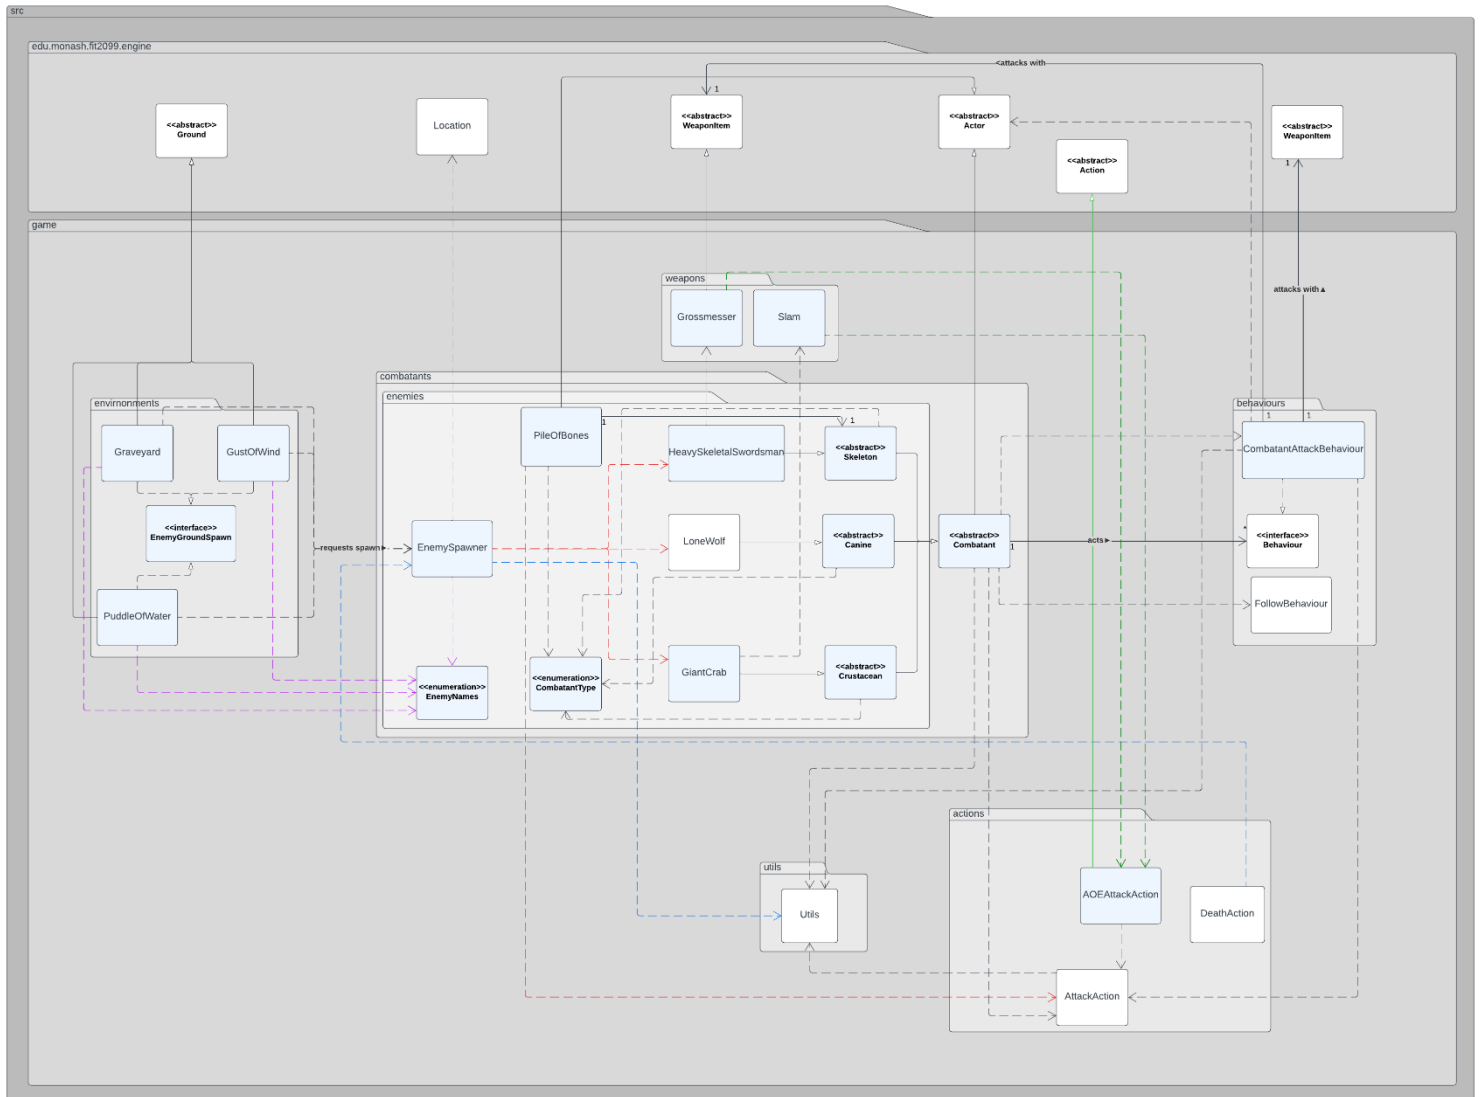 src
edu.monash.fit2099.engine
<attacks with
1
<<abstract>>
Ground
Location
<<abstract>>
WeaponItem
<<abstract>>
Actor
<<abstract>>
Action
<<abstract>>
WeaponItem
1
game
weapons
Grossmesser
Slam
attacks with▲
combatants
enemies
envirnonments
behaviours
1
1
Graveyard
GustOfWind
PileOfBones
1
HeavySkeletalSwordsman
1
<<abstract>>
Skeleton
CombatantAttackBehaviour
<<interface>>
EnemyGroundSpawn
requests spawn▶
EnemySpawner
LoneWolf
<<abstract>>
Canine
<<abstract>>
Combatant
1
acts▶
*
<<interface>>
Behaviour
PuddleOfWater
FollowBehaviour
<<enumeration>>
EnemyNames
<<enumeration>>
CombatantType
GiantCrab
<<abstract>>
Crustacean
actions
utils
Utils
AOEAttackAction
DeathAction
AttackAction